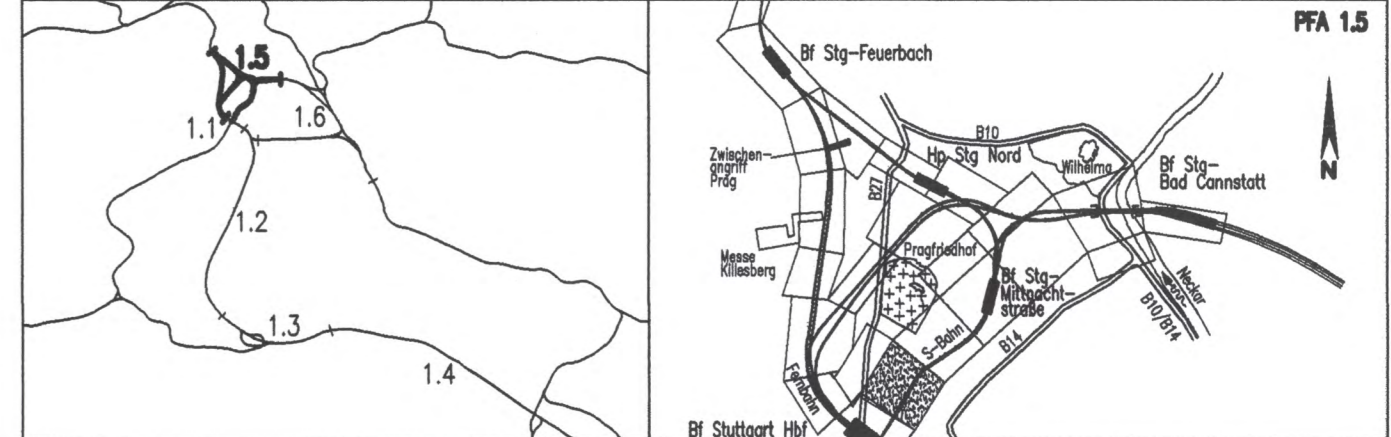 1.5
1.1
1.6
1.2
1.3
1.4
PFA 1.5
Bf Stg-Feuerbach
N
B10
Zwischen-
angriff
Prag
Hp Stg Nord
Wilhelma
Bf Stg-
Bad Cannstatt
B27
Messe
Killesberg
Pragfriedhof
Bf Stg-
Mittnacht-
straße
Neckar
B10/B14
S-Bahn
B14
Fernbahn
Bf Stuttgart Hbf